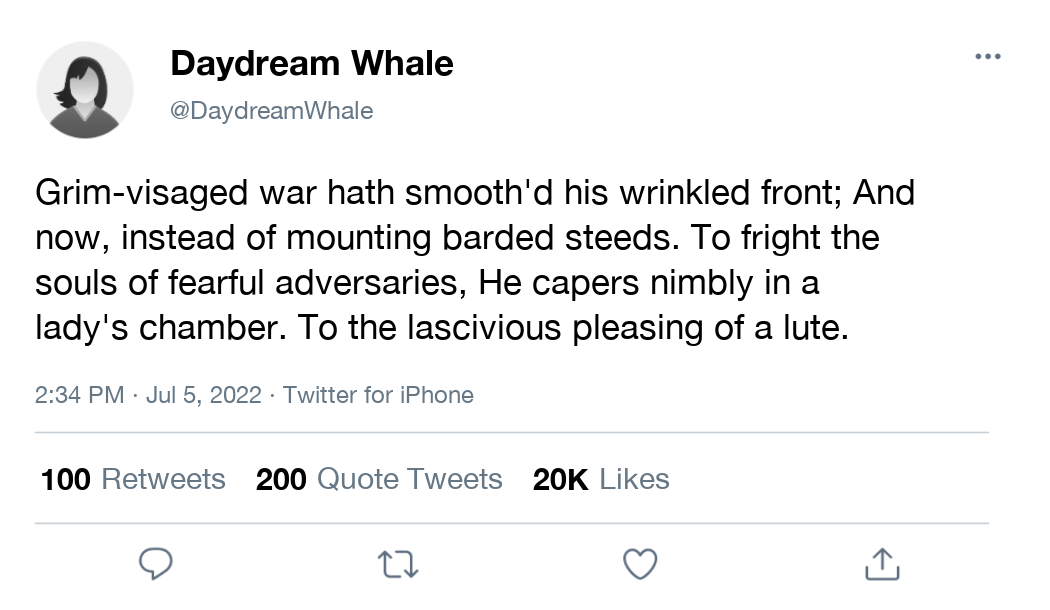 Daydream Whale
@DaydreamWhale
Grim-visaged war hath smooth'd his wrinkled front; And
now, instead of mounting barded steeds. To fright the
souls of fearful adversaries, He capers nimbly in a
lady's chamber. To the lascivious pleasing of a lute.
2:34 PM · Jul 5, 2022 · Twitter for iPhone
100 Retweets 200 Quote Tweets 20K Likes